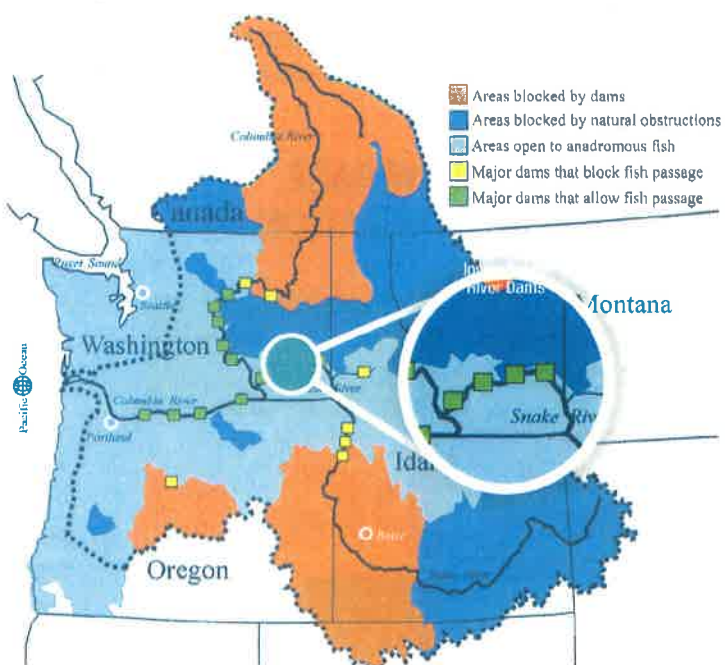 Areas blocked by dams
Areas blocked by natural obstructions
Areas open to anadromous fish
Major dams that block fish passage
Major dams that allow fish passage
Columbia River
Canada
Puget Sound
Seattle
Washington
River Dams
Montana
Pacific Ocean
Columbia River
River
Portland
Snake Riv
Ida
Boise
Oregon